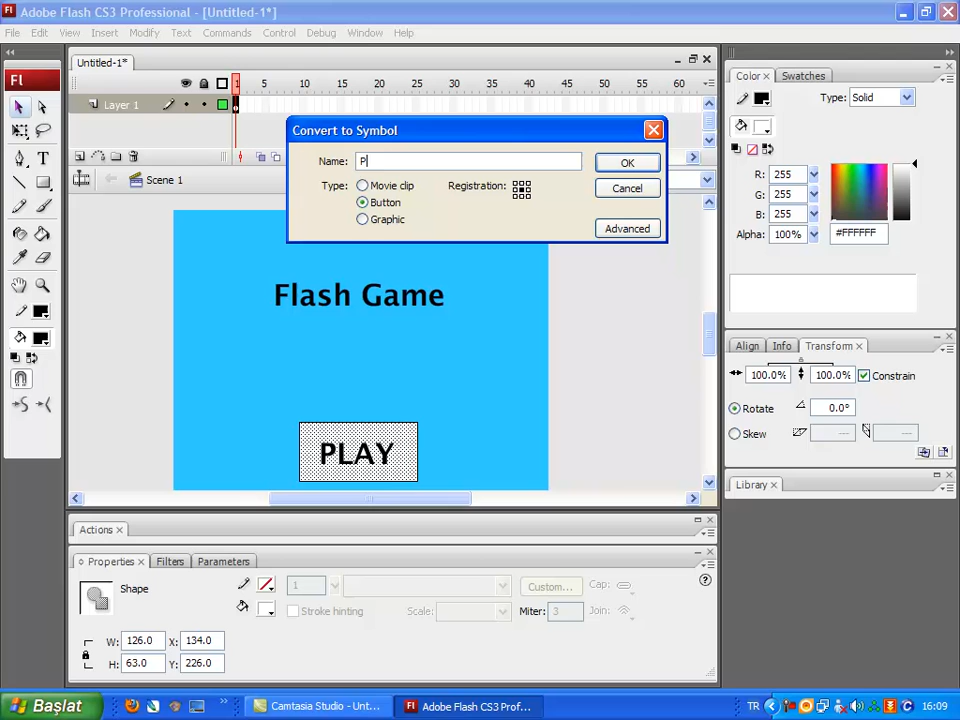 Adobe Flash CS3 Professional - [Untitled-1*]
File Edit View Insert Modify Text Commands Control Debug Window Help
Fl
Untitled-1*
1 5 10 15 20 25 30 35 40 45 50 55 60
Layer 1
Scene 1
Convert to Symbol
Name: P
OK
Type: Movie clip
Registration:
Button
Cancel
Graphic
Advanced
Flash Game
PLAY
Color Swatches
Type: Solid
R: 255
G: 255
B: 255
Alpha: 100% #FFFFFF
Align Info Transform
100.0% 100.0% Constrain
Rotate 0.0°
Skew
Library
Actions
Properties Filters Parameters
Shape
1
Custom...
Cap:
Stroke hinting
Scale:
Miter: 3
Join:
W: 126.0 X: 134.0
H: 63.0 Y: 226.0
Başlat
Camtasia Studio - Unt...
Adobe Flash CS3 Prof...
TR
16:09